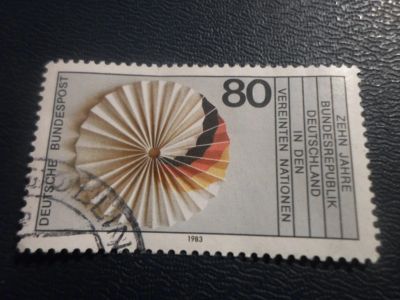 DEUTSCHE BUNDESPOST
80
ZEHN JAHRE
BUNDESREPUBLIK
DEUTSCHLAND
IN DEN
VEREINTEN NATIONEN
1983